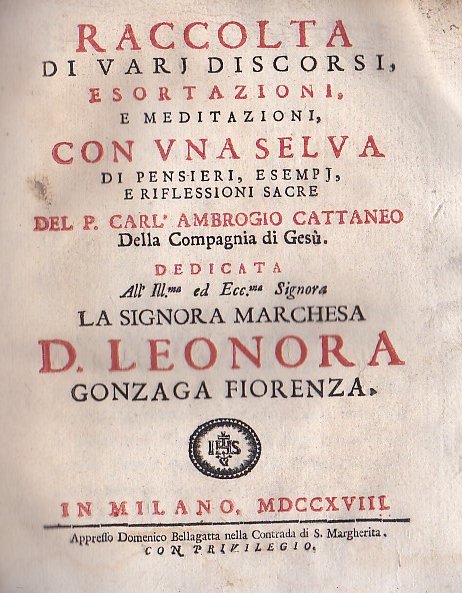 RACCOLTA
DI VARJ DISCORSI,
ESORTAZIONI,
E MEDITAZIONI,
CON VNA SELVA
DI PENSIERI, ESEMPJ,
E RIFLESSIONI SACRE
DEL P. CARL' AMBROGIO CATTANEO
Della Compagnia di Gesù.
DEDICATA
All' Ill.ma ed Ecc.ma Signora
LA SIGNORA MARCHESA
D. LEONORA
GONZAGA FIORENZA.
IHS
IN MILANO, MDCCXVIII.
Appresso Domenico Bellagatta nella Contrada di S. Margherita.
CON PRIVILEGIO.